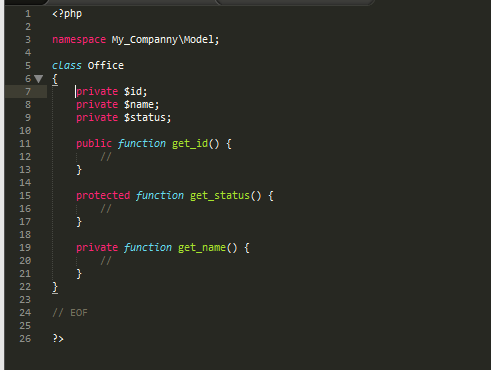 1 <?php
2
3 namespace My_Companny\Model;
4
5 class Office
6 {
7 private $id;
8 private $name;
9 private $status;
10
11 public function get_id() {
12 //
13 }
14
15 protected function get_status() {
16 //
17 }
18
19 private function get_name() {
20 //
21 }
22 }
23
24 // EOF
25
26 ?>